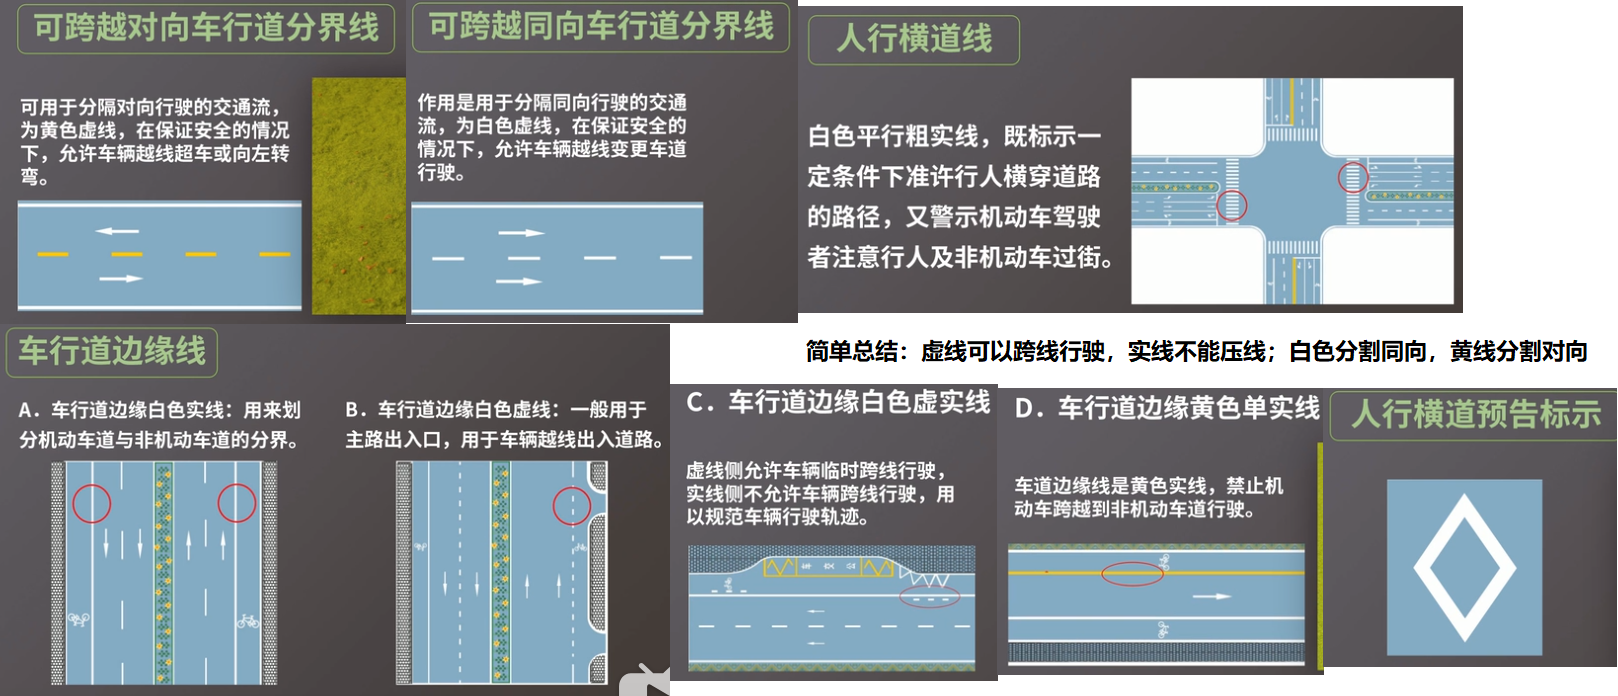 可跨越对向车行道分界线
可用于分隔对向行驶的交通流，
为黄色虚线，在保证安全的情况
下，允许车辆越线超车或向左转
弯。
可跨越同向车行道分界线
作用是用于分隔同向行驶的交通
流，为白色虚线，在保证安全的
情况下，允许车辆越线变更车道
行驶。
人行横道线
白色平行粗实线，既标示一
定条件下准许行人横穿道路
的路径，又警示机动车驾驶
者注意行人及非机动车过街。
简单总结：虚线可以跨线行驶，实线不能压线；白色分割同向，黄线分割对向
车行道边缘线
A．车行道边缘白色实线：用来划
分机动车道与非机动车道的分界。
B．车行道边缘白色虚线：一般用于
主路出入口，用于车辆越线出入道路。
C．车行道边缘白色虚实线
虚线侧允许车辆临时跨线行驶，
实线侧不允许车辆跨线行驶，用
以规范车辆行驶轨迹。
D．车行道边缘黄色单实线
车道边缘线是黄色实线，禁止机
动车跨越到非机动车道行驶。
人行横道预告标示